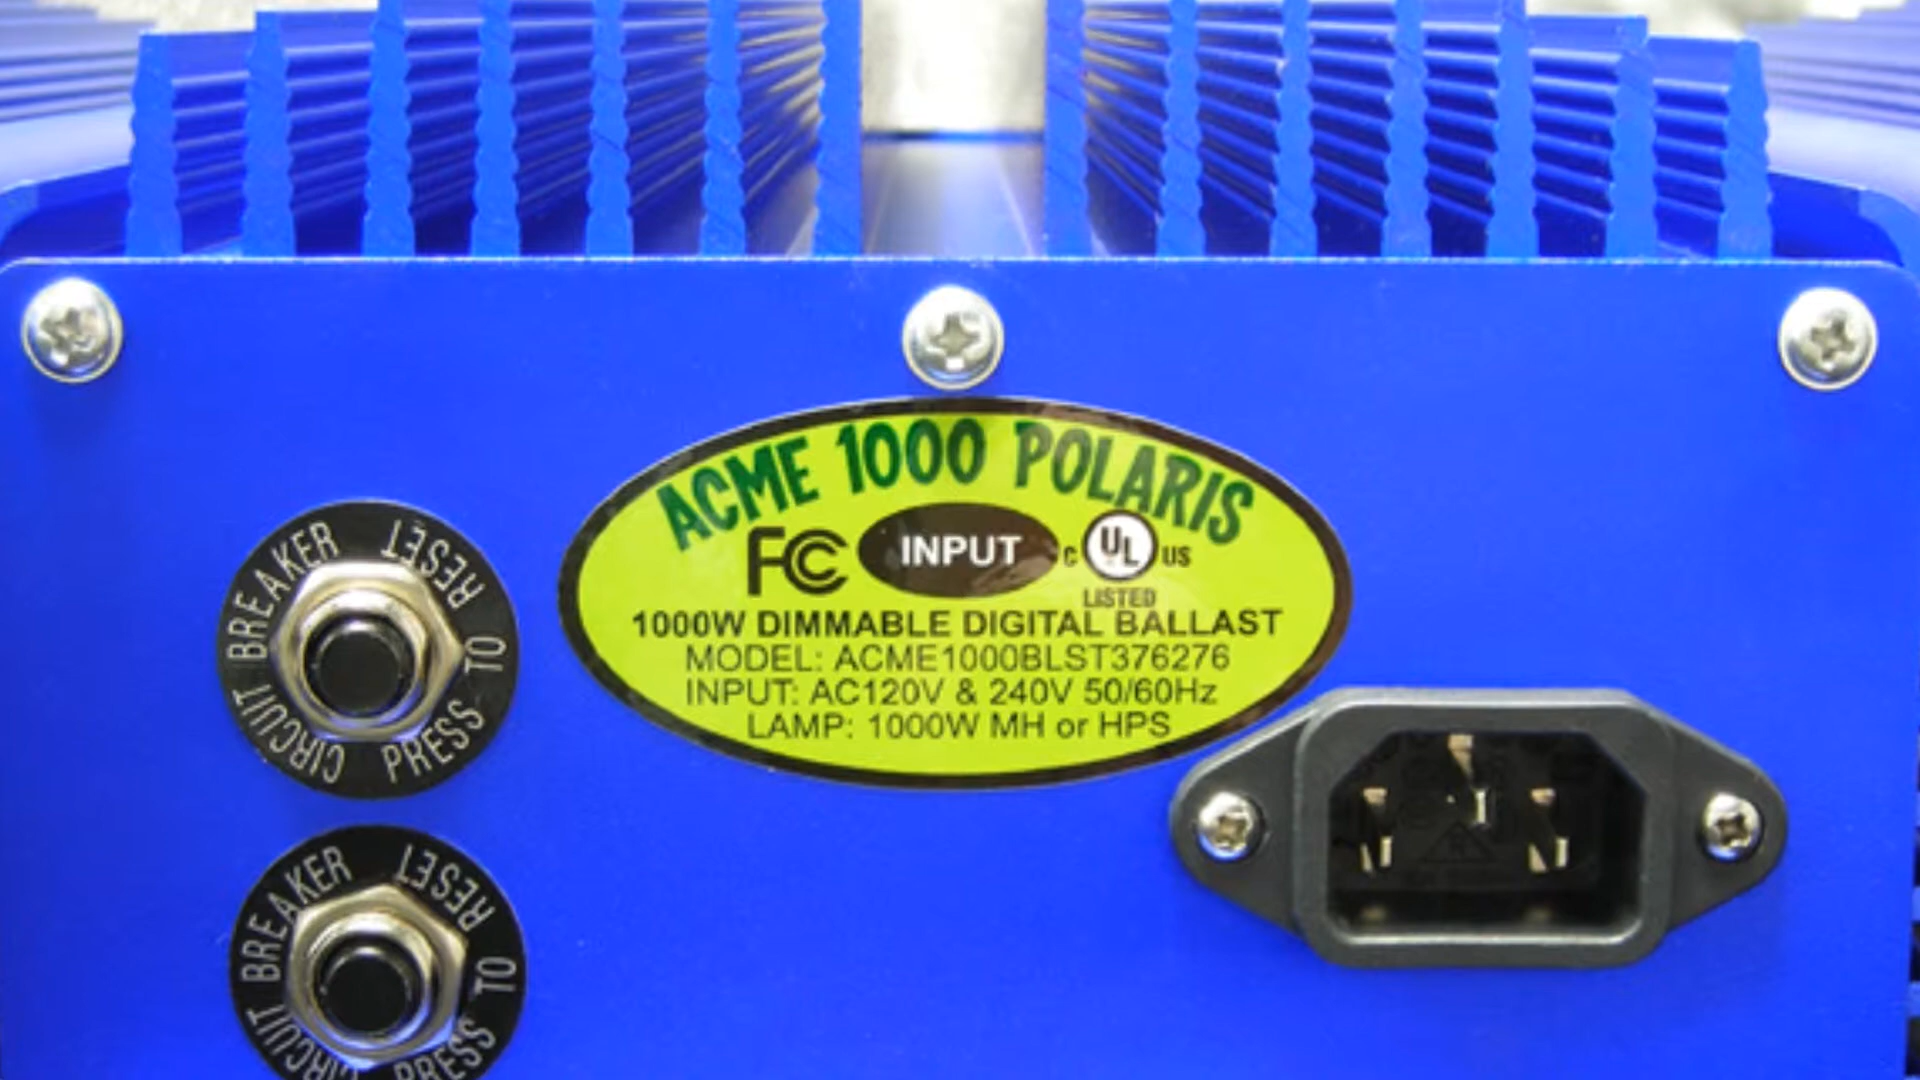 ACME 1000 POLARIS
FC INPUT c UL US
LISTED
1000W DIMMABLE DIGITAL BALLAST
MODEL: ACME1000BLST376276
INPUT: AC120V & 240V 50/60Hz
LAMP: 1000W MH or HPS
CIRCUIT BREAKER
PRESS TO RESET
CIRCUIT BREAKER
PRESS TO RESET